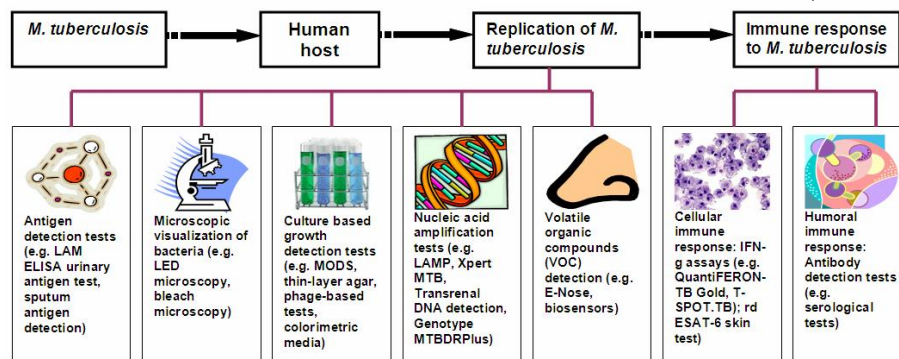 M. tuberculosis
Human
host
Replication of M.
tuberculosis
Immune response
to M. tuberculosis
Antigen
detection tests
(e.g. LAM
ELISA urinary
antigen test,
sputum
antigen
detection)
Microscopic
visualization of
bacteria (e.g.
LED
microscopy,
bleach
microscopy)
Culture based
growth
detection tests
(e.g. MODS,
thin-layer agar,
phage-based
tests,
colorimetric
media)
Nucleic acid
amplification
tests (e.g.
LAMP, Xpert
MTB,
Transrenal
DNA detection,
Genotype
MTBDRPlus)
Volatile
organic
compounds
(VOC)
detection (e.g.
E-Nose,
biosensors)
Cellular
immune
response: IFN-
g assays (e.g.
QuantiFERON-
TB Gold, T-
SPOT.TB); rd
ESAT-6 skin
test)
Humoral
immune
response:
Antibody
detection tests
(e.g.
serological
tests)